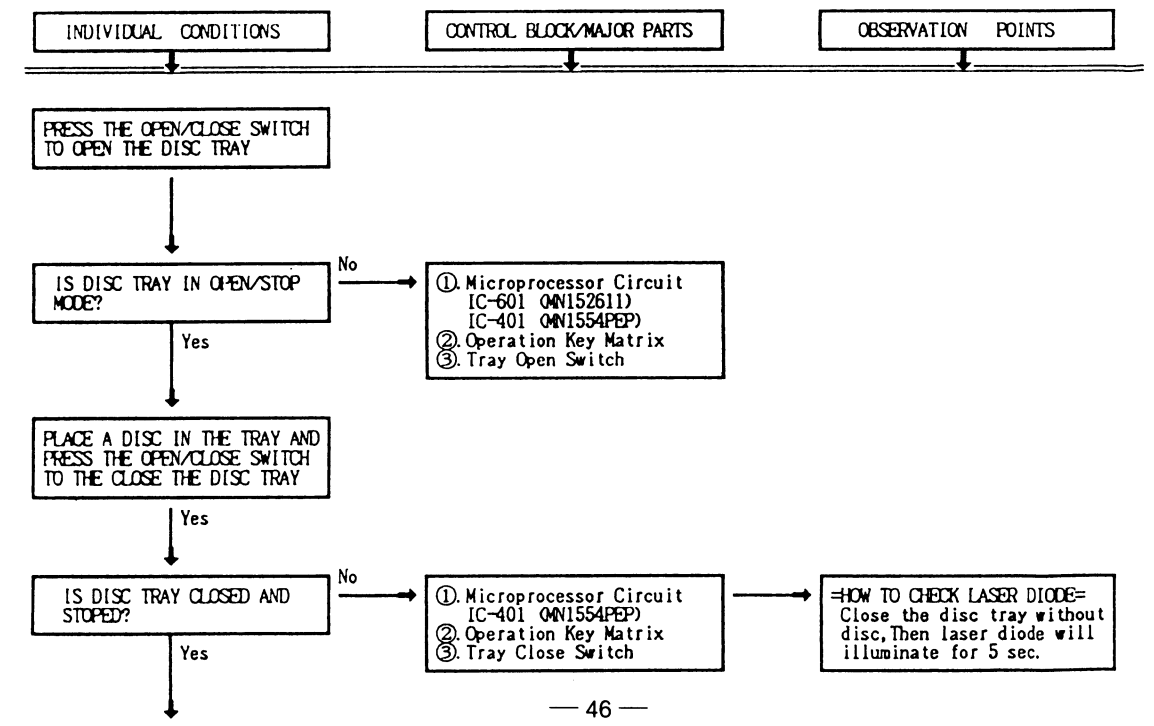 INDIVIDUAL CONDITIONS
CONTROL BLOCK/MAJOR PARTS
OBSERVATION POINTS
PRESS THE OPEN/CLOSE SWITCH
TO OPEN THE DISC TRAY
IS DISC TRAY IN OPEN/STOP
MODE?
No
①. Microprocessor Circuit
IC-601 (MN152611)
IC-401 (MN1554PEP)
②. Operation Key Matrix
③. Tray Open Switch
Yes
PLACE A DISC IN THE TRAY AND
PRESS THE OPEN/CLOSE SWITCH
TO THE CLOSE THE DISC TRAY
Yes
IS DISC TRAY CLOSED AND
STOPED?
No
①. Microprocessor Circuit
IC-401 (MN1554PEP)
②. Operation Key Matrix
③. Tray Close Switch
=HOW TO CHECK LASER DIODE=
Close the disc tray without
disc,Then laser diode will
illuminate for 5 sec.
Yes
— 46 —